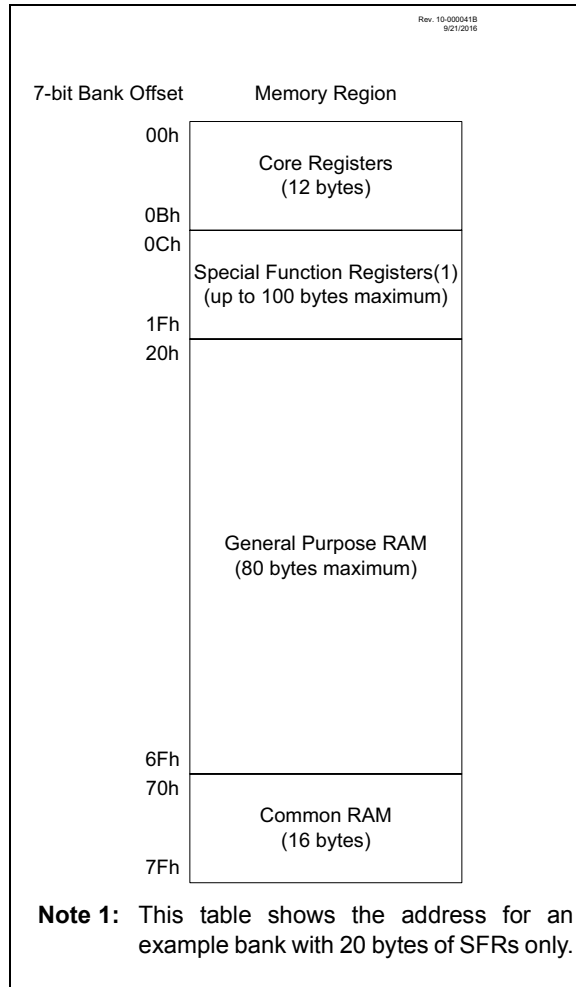 Rev. 10-000041B
9/21/2016
7-bit Bank Offset Memory Region
00h
Core Registers
(12 bytes)
0Bh
0Ch
Special Function Registers(1)
(up to 100 bytes maximum)
1Fh
20h
General Purpose RAM
(80 bytes maximum)
6Fh
70h
Common RAM
(16 bytes)
7Fh
Note 1: This table shows the address for an
example bank with 20 bytes of SFRs only.